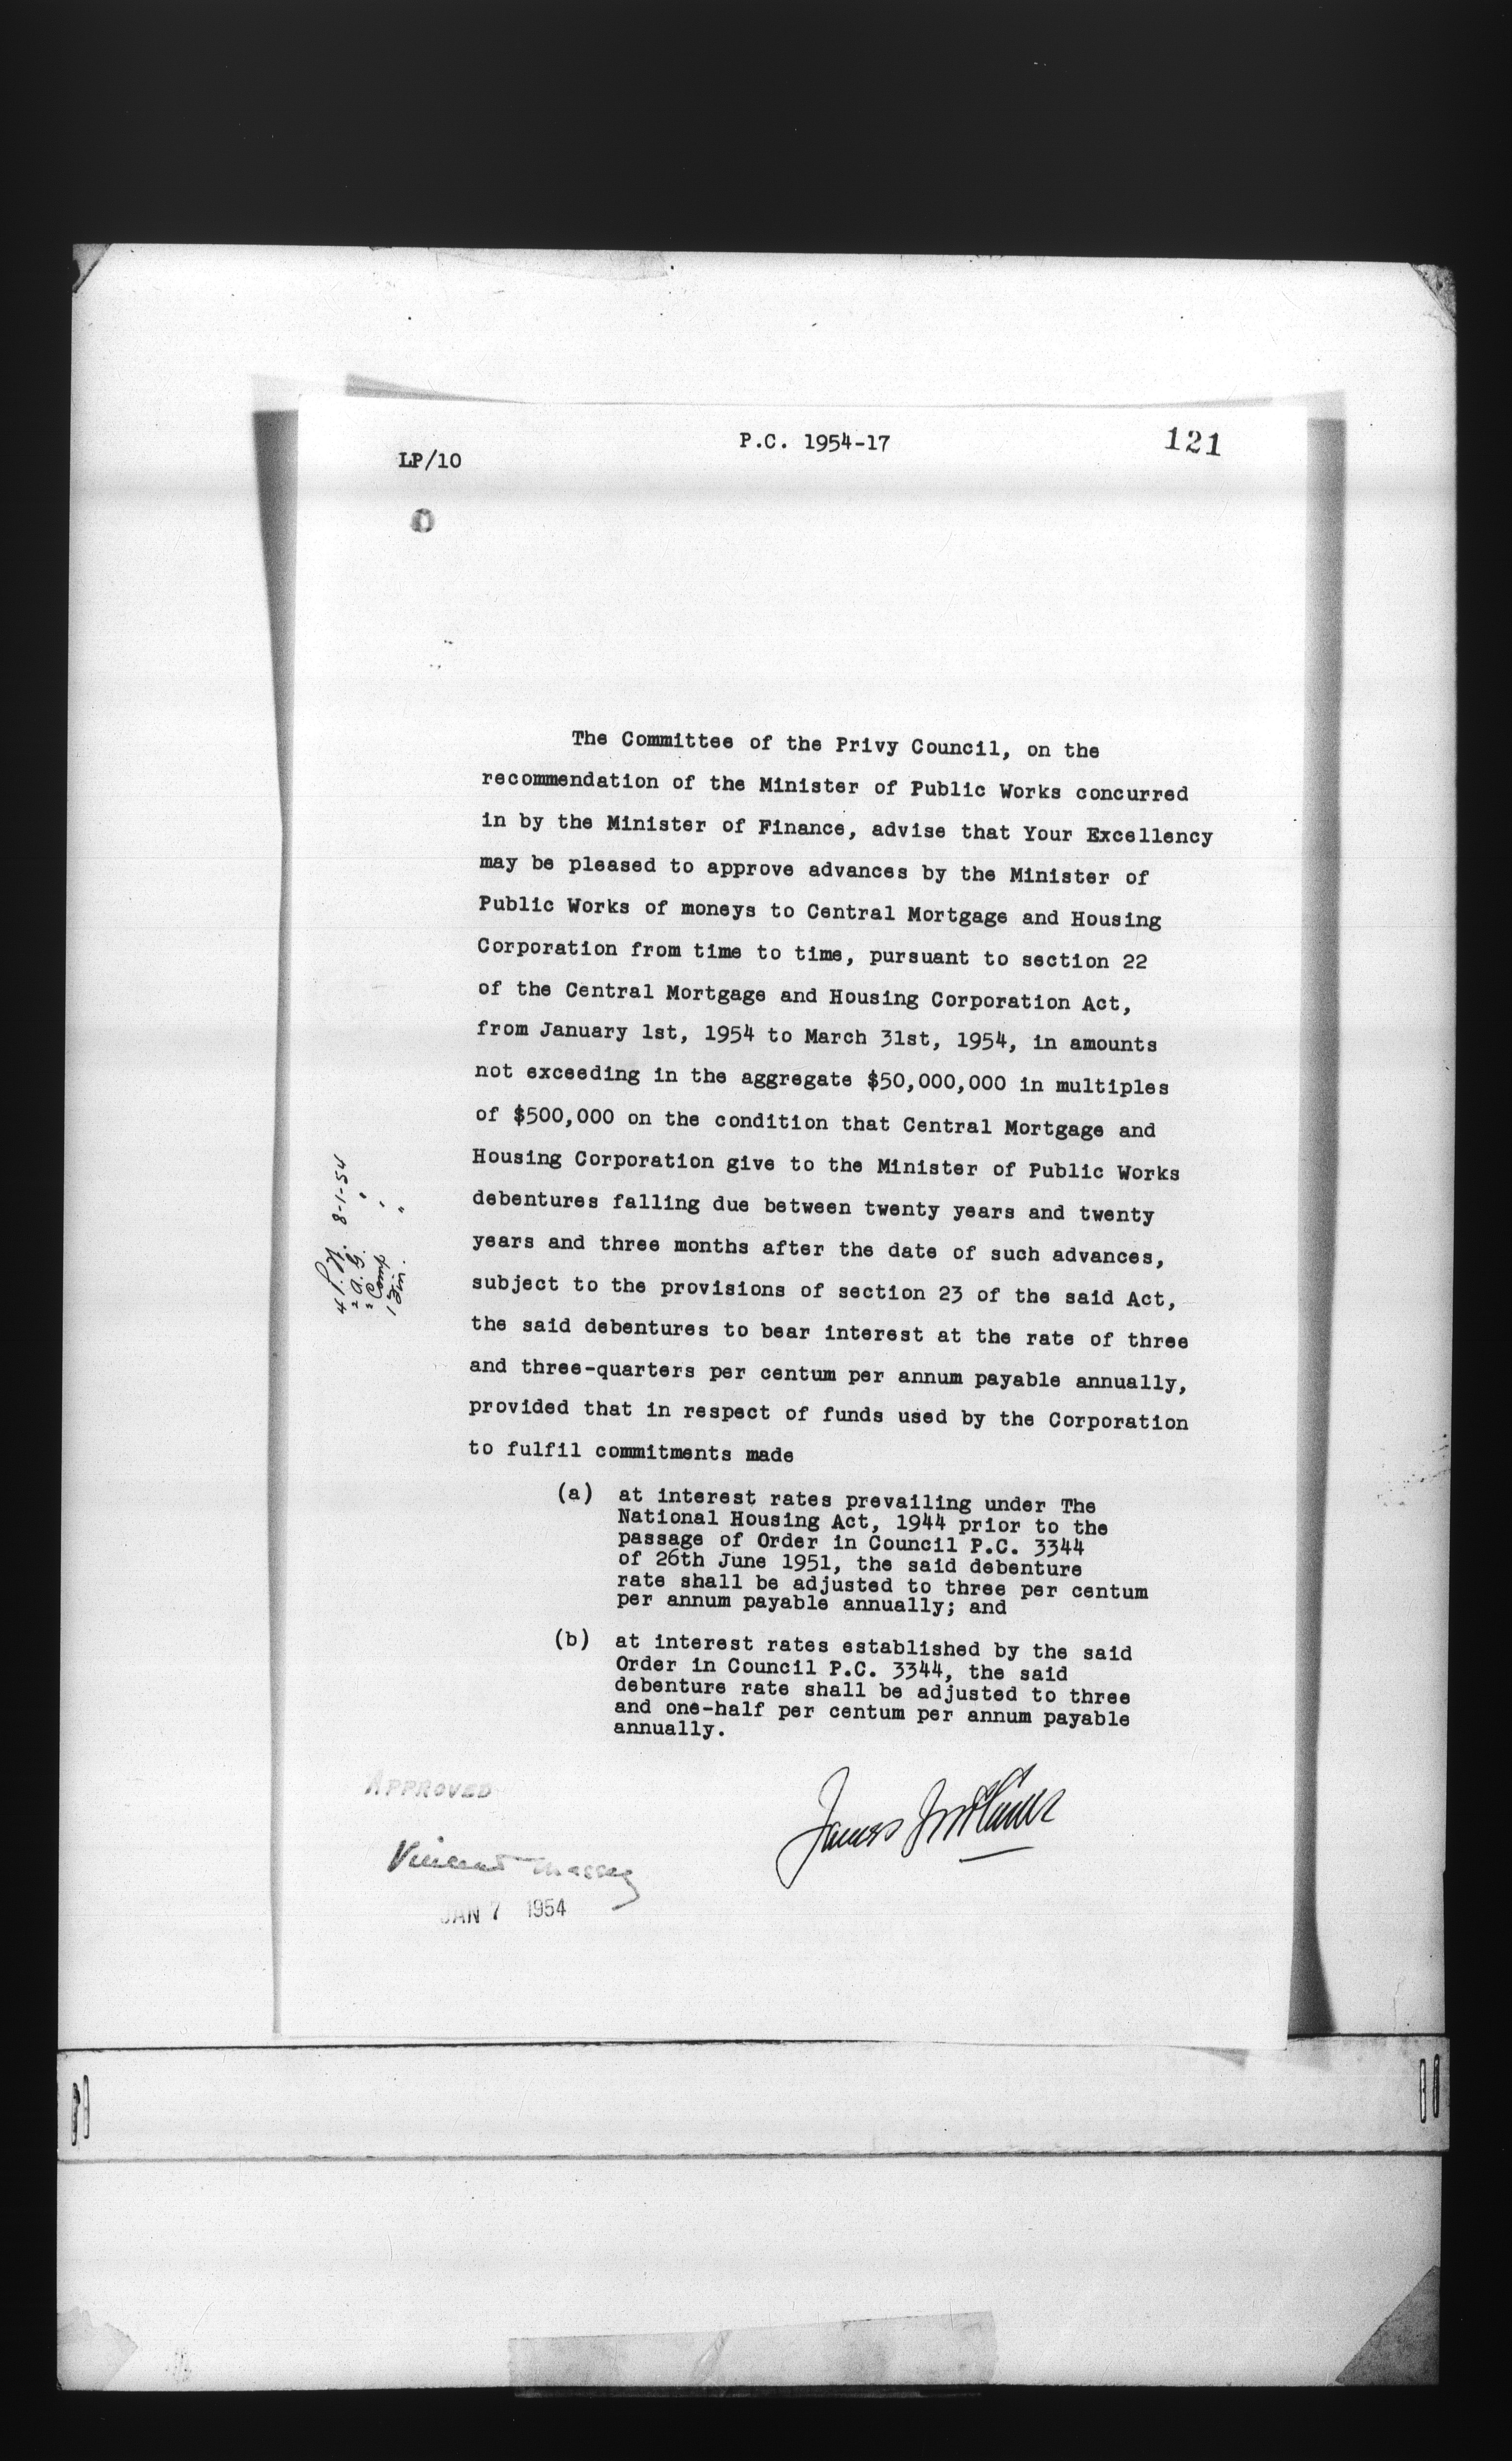 P.C. 1954-17
121
LP/10
The Committee of the Privy Council, on the
recommendation of the Minister of Public Works concurred
in by the Minister of Finance, advise that Your Excellency
may be pleased to approve advances by the Minister of
Public Works of moneys to Central Mortgage and Housing
Corporation from time to time, pursuant to section 22
of the Central Mortgage and Housing Corporation Act,
from January 1st, 1954 to March 31st, 1954, in amounts
not exceeding in the aggregate $50,000,000 in multiples
of $500,000 on the condition that Central Mortgage and
Housing Corporation give to the Minister of Public Works
debentures falling due between twenty years and twenty
years and three months after the date of such advances,
subject to the provisions of section 23 of the said Act,
the said debentures to bear interest at the rate of three
and three-quarters per centum per annum payable annually,
provided that in respect of funds used by the Corporation
to fulfil commitments made
(a) at interest rates prevailing under The
National Housing Act, 1944 prior to the
passage of Order in Council P.C. 3344
of 26th June 1951, the said debenture
rate shall be adjusted to three per centum
per annum payable annually; and
(b) at interest rates established by the said
Order in Council P.C. 3344, the said
debenture rate shall be adjusted to three
and one-half per centum per annum payable
annually.
4 P.W. 8-1-54
2 A.G. "
2 Comp "
1 Fin. "
APPROVED
Vincent Massey
JAN 7 1954